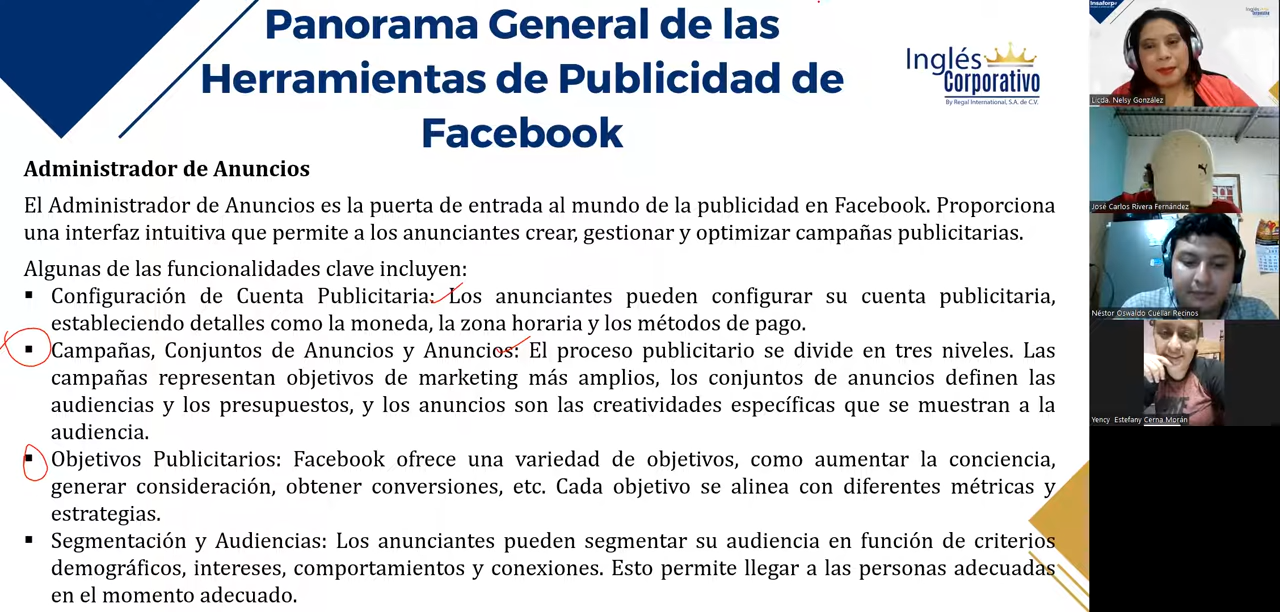 Panorama General de las
Herramientas de Publicidad de
Facebook
Inglés
Corporativo
By Regal International, S.A. de C.V.
Administrador de Anuncios
El Administrador de Anuncios es la puerta de entrada al mundo de la publicidad en Facebook. Proporciona
una interfaz intuitiva que permite a los anunciantes crear, gestionar y optimizar campañas publicitarias.
Algunas de las funcionalidades clave incluyen:
▪ Configuración de Cuenta Publicitaria: Los anunciantes pueden configurar su cuenta publicitaria,
estableciendo detalles como la moneda, la zona horaria y los métodos de pago.
▪ Campañas, Conjuntos de Anuncios y Anuncios: El proceso publicitario se divide en tres niveles. Las
campañas representan objetivos de marketing más amplios, los conjuntos de anuncios definen las
audiencias y los presupuestos, y los anuncios son las creatividades específicas que se muestran a la
audiencia.
▪ Objetivos Publicitarios: Facebook ofrece una variedad de objetivos, como aumentar la conciencia,
generar consideración, obtener conversiones, etc. Cada objetivo se alinea con diferentes métricas y
estrategias.
▪ Segmentación y Audiencias: Los anunciantes pueden segmentar su audiencia en función de criterios
demográficos, intereses, comportamientos y conexiones. Esto permite llegar a las personas adecuadas
en el momento adecuado.
Insaforp
Licda. Nelsy González
José Carlos Rivera Fernández
Néstor Oswaldo Cuellar Recinos
Yency Estefany Cerna Morán